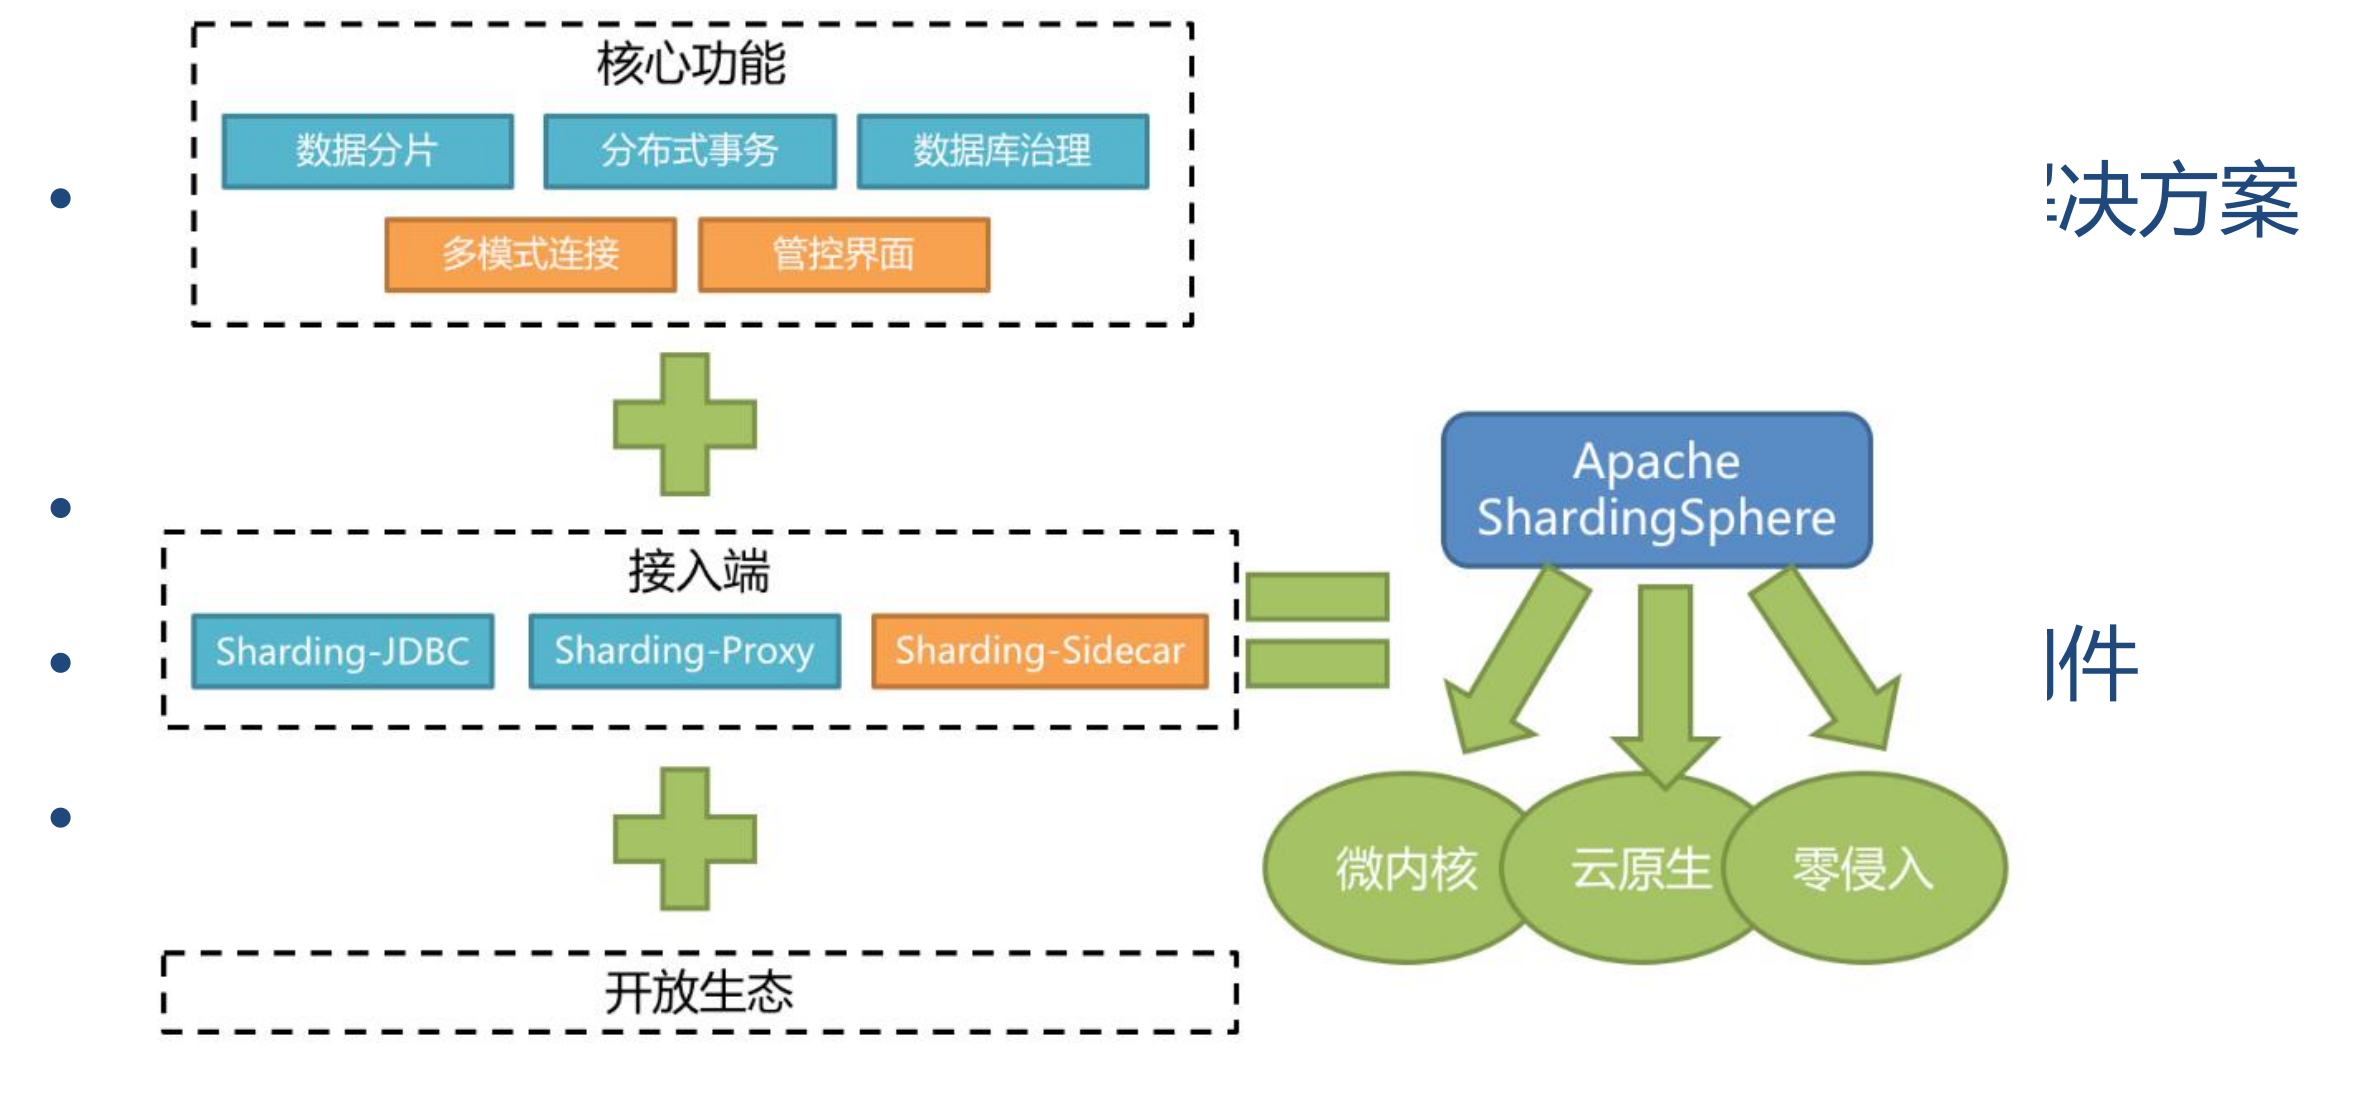 核心功能
数据分片 分布式事务 数据库治理
多模式连接 管控界面
决方案
接入端
Sharding-JDBC Sharding-Proxy Sharding-Sidecar
开放生态
Apache
ShardingSphere
件
微内核 云原生 零侵入